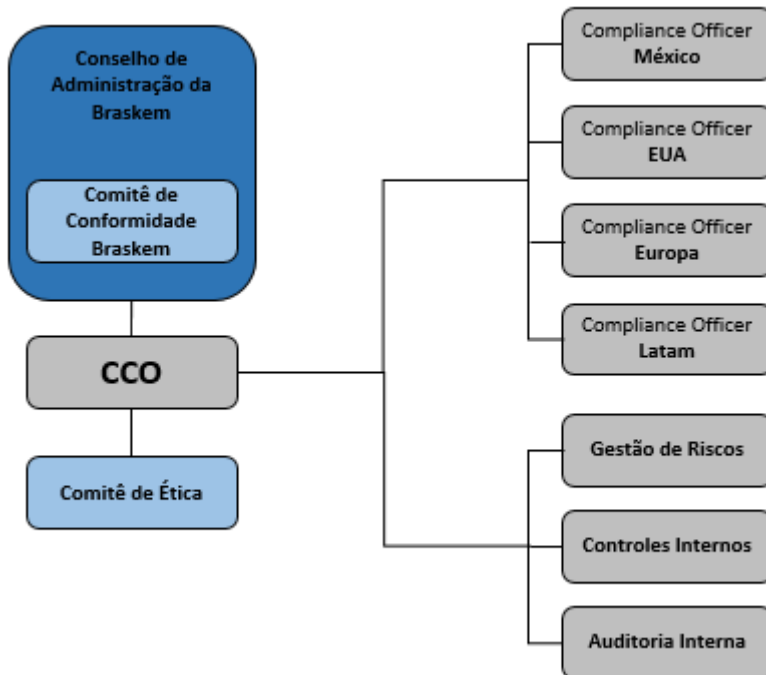 Conselho de
Administração da
Braskem
Comitê de
Conformidade
Braskem
CCO
Comitê de Ética
Compliance Officer
México
Compliance Officer
EUA
Compliance Officer
Europa
Compliance Officer
Latam
Gestão de Riscos
Controles Internos
Auditoria Interna